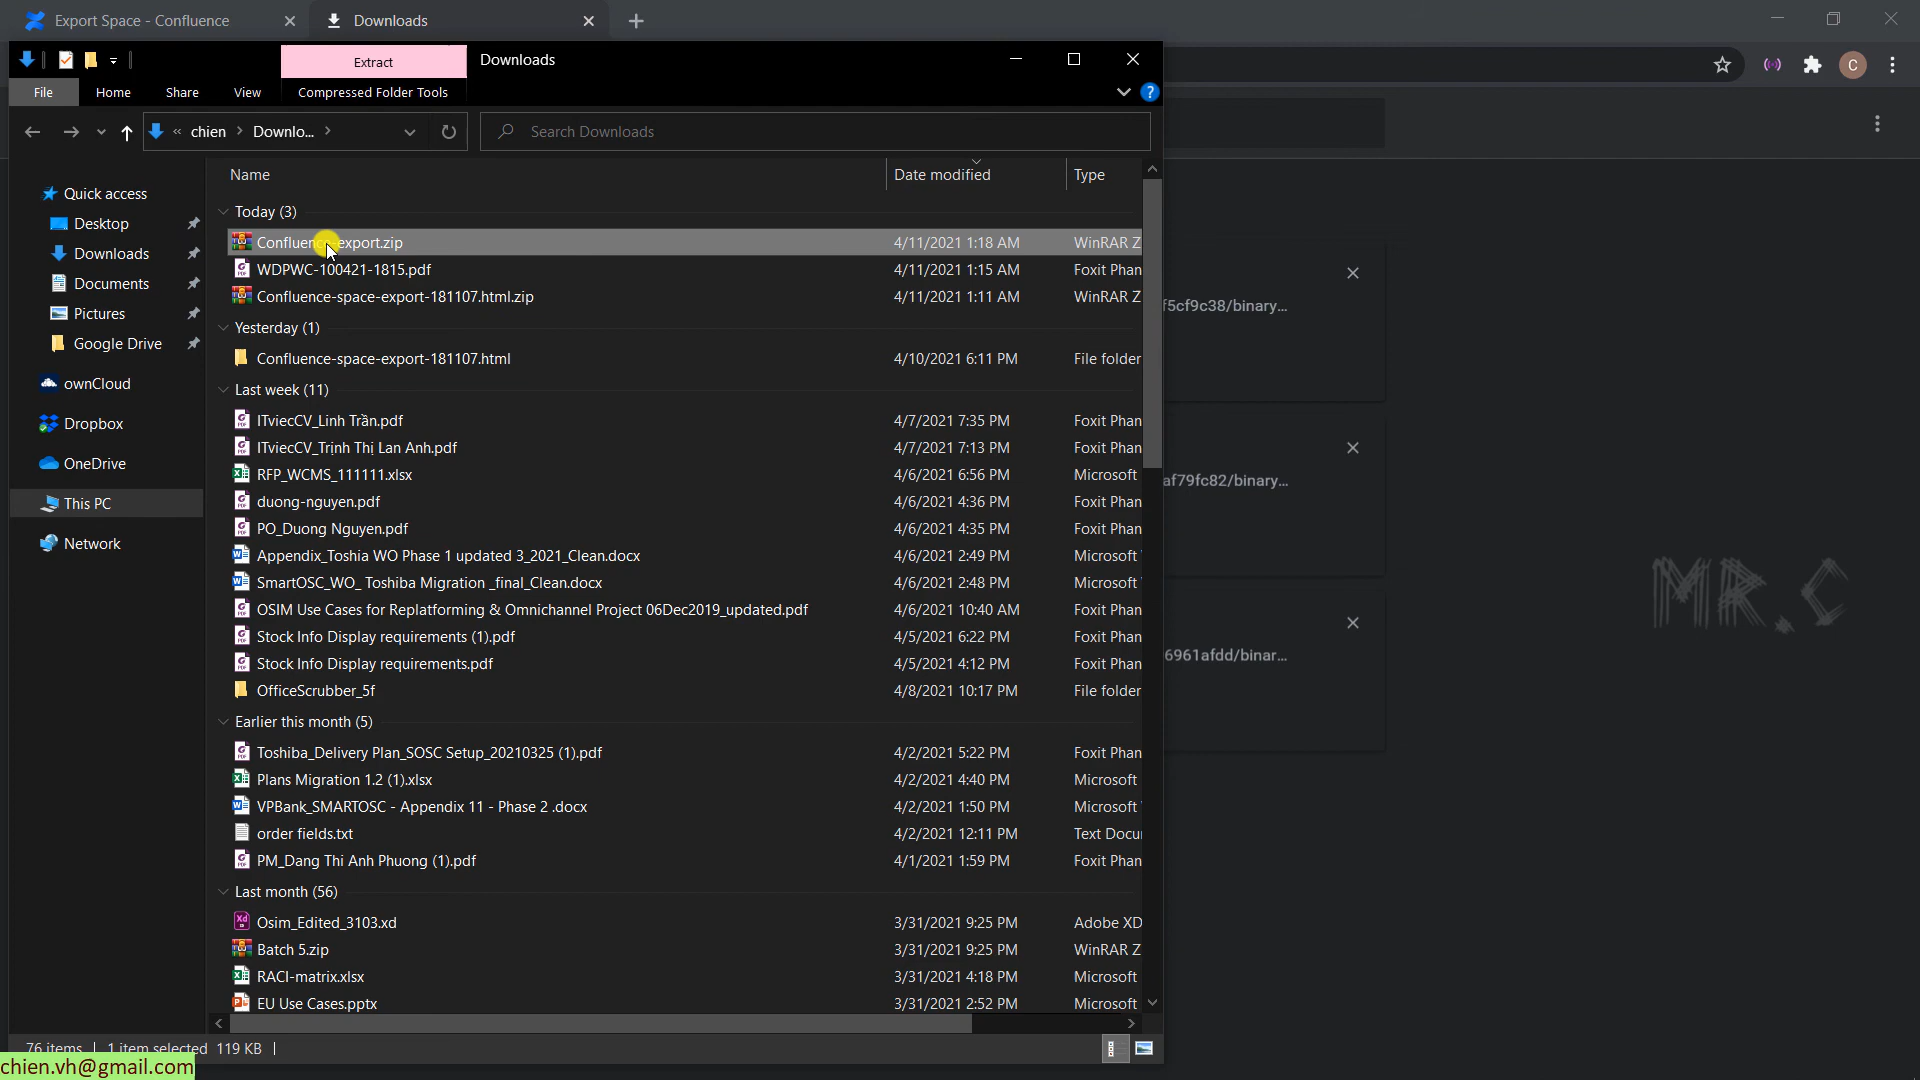 Export Space - Confluence
Downloads
Extract
Downloads
File
Home
Share
View
Compressed Folder Tools
chien
Downlo...
Search Downloads
Name
Date modified
Type
Quick access
Desktop
Downloads
Documents
Pictures
Google Drive
ownCloud
Dropbox
OneDrive
This PC
Network
Today (3)
Confluence-export.zip 4/11/2021 1:18 AM WinRAR Z
WDPWC-100421-1815.pdf 4/11/2021 1:15 AM Foxit Phan
Confluence-space-export-181107.html.zip 4/11/2021 1:11 AM WinRAR Z
Yesterday (1)
Confluence-space-export-181107.html 4/10/2021 6:11 PM File folder
Last week (11)
ITviecCV_Linh Trần.pdf 4/7/2021 7:35 PM Foxit Phan
ITviecCV_Trịnh Thị Lan Anh.pdf 4/7/2021 7:13 PM Foxit Phan
RFP_WCMS_111111.xlsx 4/6/2021 6:56 PM Microsoft
duong-nguyen.pdf 4/6/2021 4:36 PM Foxit Phan
PO_Duong Nguyen.pdf 4/6/2021 4:35 PM Foxit Phan
Appendix_Toshia WO Phase 1 updated 3_2021_Clean.docx 4/6/2021 2:49 PM Microsoft
SmartOSC_WO_ Toshiba Migration _final_Clean.docx 4/6/2021 2:48 PM Microsoft
OSIM Use Cases for Replatforming & Omnichannel Project 06Dec2019_updated.pdf 4/6/2021 10:40 AM Foxit Phan
Stock Info Display requirements (1).pdf 4/5/2021 6:22 PM Foxit Phan
Stock Info Display requirements.pdf 4/5/2021 4:12 PM Foxit Phan
OfficeScrubber_5f 4/8/2021 10:17 PM File folder
Earlier this month (5)
Toshiba_Delivery Plan_SOSC Setup_20210325 (1).pdf 4/2/2021 5:22 PM Foxit Phan
Plans Migration 1.2 (1).xlsx 4/2/2021 4:40 PM Microsoft
VPBank_SMARTOSC - Appendix 11 - Phase 2 .docx 4/2/2021 1:50 PM Microsoft
order fields.txt 4/2/2021 12:11 PM Text Docu
PM_Dang Thi Anh Phuong (1).pdf 4/1/2021 1:59 PM Foxit Phan
Last month (56)
Osim_Edited_3103.xd 3/31/2021 9:25 PM Adobe XD
Batch 5.zip 3/31/2021 9:25 PM WinRAR Z
RACI-matrix.xlsx 3/31/2021 4:18 PM Microsoft
EU Use Cases.pptx 3/31/2021 2:52 PM Microsoft
76 items 1 item selected 119 KB
chien.vh@gmail.com
C
f5cf9c38/binary...
af79fc82/binary...
6961afdd/binar...
MR.C